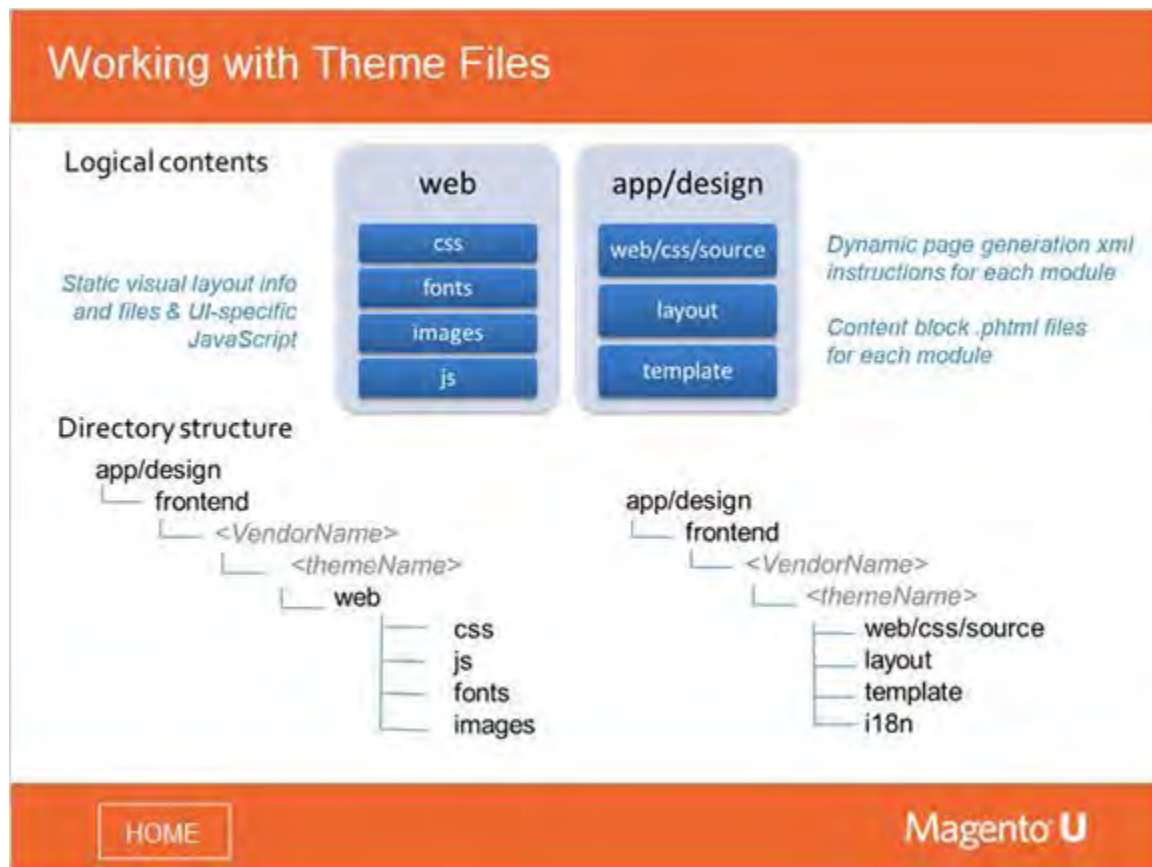 Working with Theme Files
Logical contents
Static visual layout info
and files & UI-specific
JavaScript
web
css
fonts
images
js
app/design
web/css/source
layout
template
Dynamic page generation xml
instructions for each module
Content block .phtml files
for each module
Directory structure
app/design
frontend
<VendorName>
<themeName>
web
css
js
fonts
images
app/design
frontend
<VendorName>
<themeName>
web/css/source
layout
template
i18n
HOME
Magento U